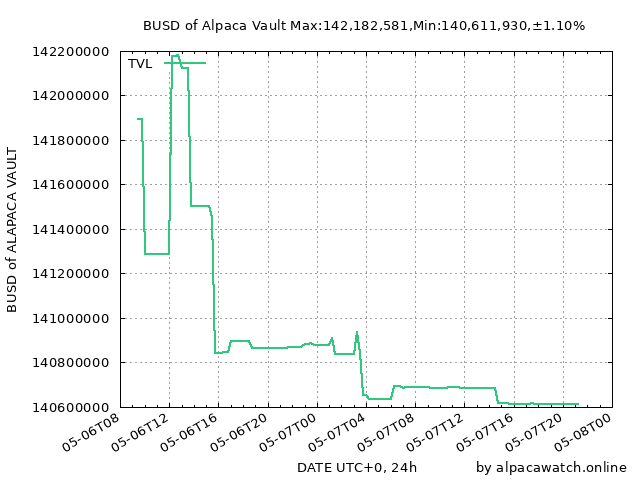 BUSD of Alpaca Vault Max:142,182,581,Min:140,611,930,±1.10%
TVL
142200000
142000000
141800000
141600000
141400000
141200000
141000000
140800000
140600000
BUSD of ALAPACA VAULT
05-06T08
05-06T12
05-06T16
05-06T20
05-07T00
05-07T04
05-07T08
05-07T12
05-07T16
05-07T20
05-08T00
DATE UTC+0, 24h
by alpacawatch.online